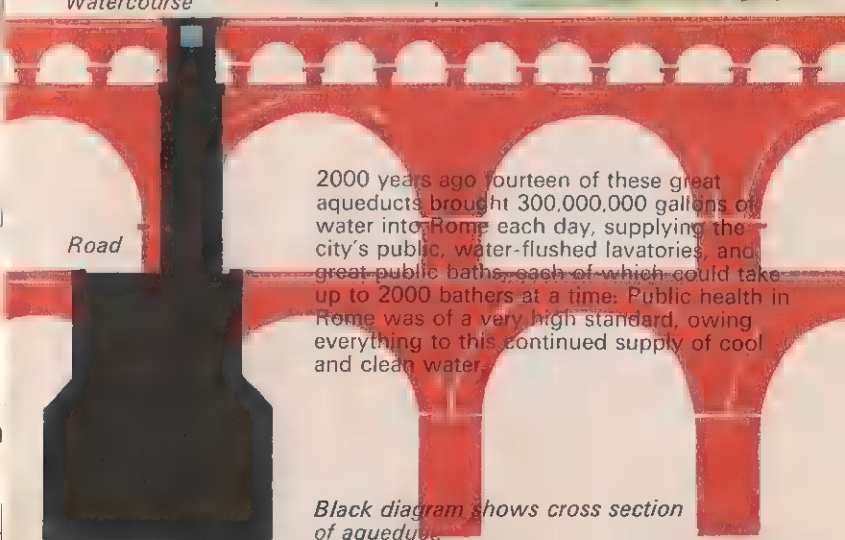 Watercourse
2000 years ago fourteen of these great
aqueducts brought 300,000,000 gallons of
water into Rome each day, supplying the
Road
city's public, water-flushed lavatories, and
great public baths, each of which could take
up to 2000 bathers at a time. Public health in
Rome was of a very high standard, owing
everything to this continued supply of cool
and clean water.
Black diagram shows cross section
of aqueduct.